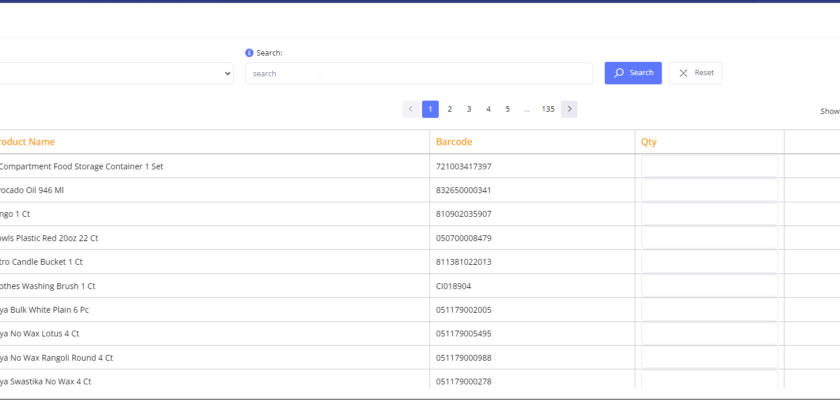 Search:
search
Search
Reset
1 2 3 4 5 ... 135
Show
roduct Name Barcode Qty
Compartment Food Storage Container 1 Set 721003417397
vocado Oil 946 Ml 832650000341
ngo 1 Ct 810902035907
owls Plastic Red 20oz 22 Ct 050700008479
tro Candle Bucket 1 Ct 811381022013
othes Washing Brush 1 Ct CI018904
ya Bulk White Plain 6 Pc 051179002005
ya No Wax Lotus 4 Ct 051179005495
ya No Wax Rangoli Round 4 Ct 051179000988
ya Swastika No Wax 4 Ct 051179000278